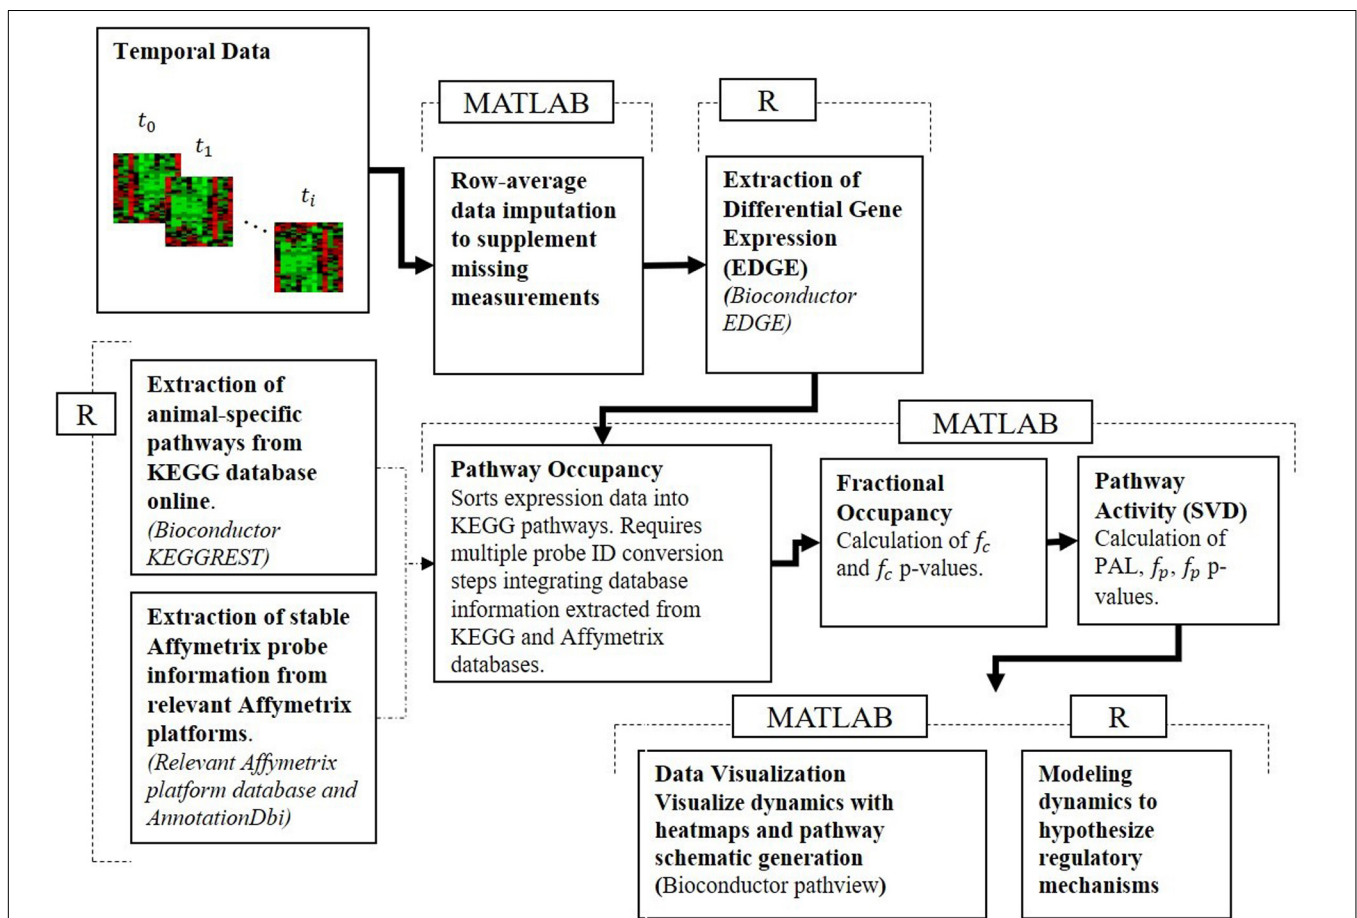 Temporal Data
t0
t1
ti
MATLAB
Row-average
data imputation
to supplement
missing
measurements
R
Extraction of
Differential Gene
Expression
(EDGE)
(Bioconductor
EDGE)
R
Extraction of
animal-specific
pathways from
KEGG database
online.
(Bioconductor
KEGGREST)
Extraction of stable
Affymetrix probe
information from
relevant Affymetrix
platforms.
(Relevant Affymetrix
platform database and
AnnotationDbi)
MATLAB
Pathway Occupancy
Sorts expression data into
KEGG pathways. Requires
multiple probe ID conversion
steps integrating database
information extracted from
KEGG and Affymetrix
databases.
Fractional
Occupancy
Calculation of fc
and fc p-values.
Pathway
Activity (SVD)
Calculation of
PAL, fp, fp p-
values.
MATLAB
R
Data Visualization
Visualize dynamics with
heatmaps and pathway
schematic generation
(Bioconductor pathview)
Modeling
dynamics to
hypothesize
regulatory
mechanisms